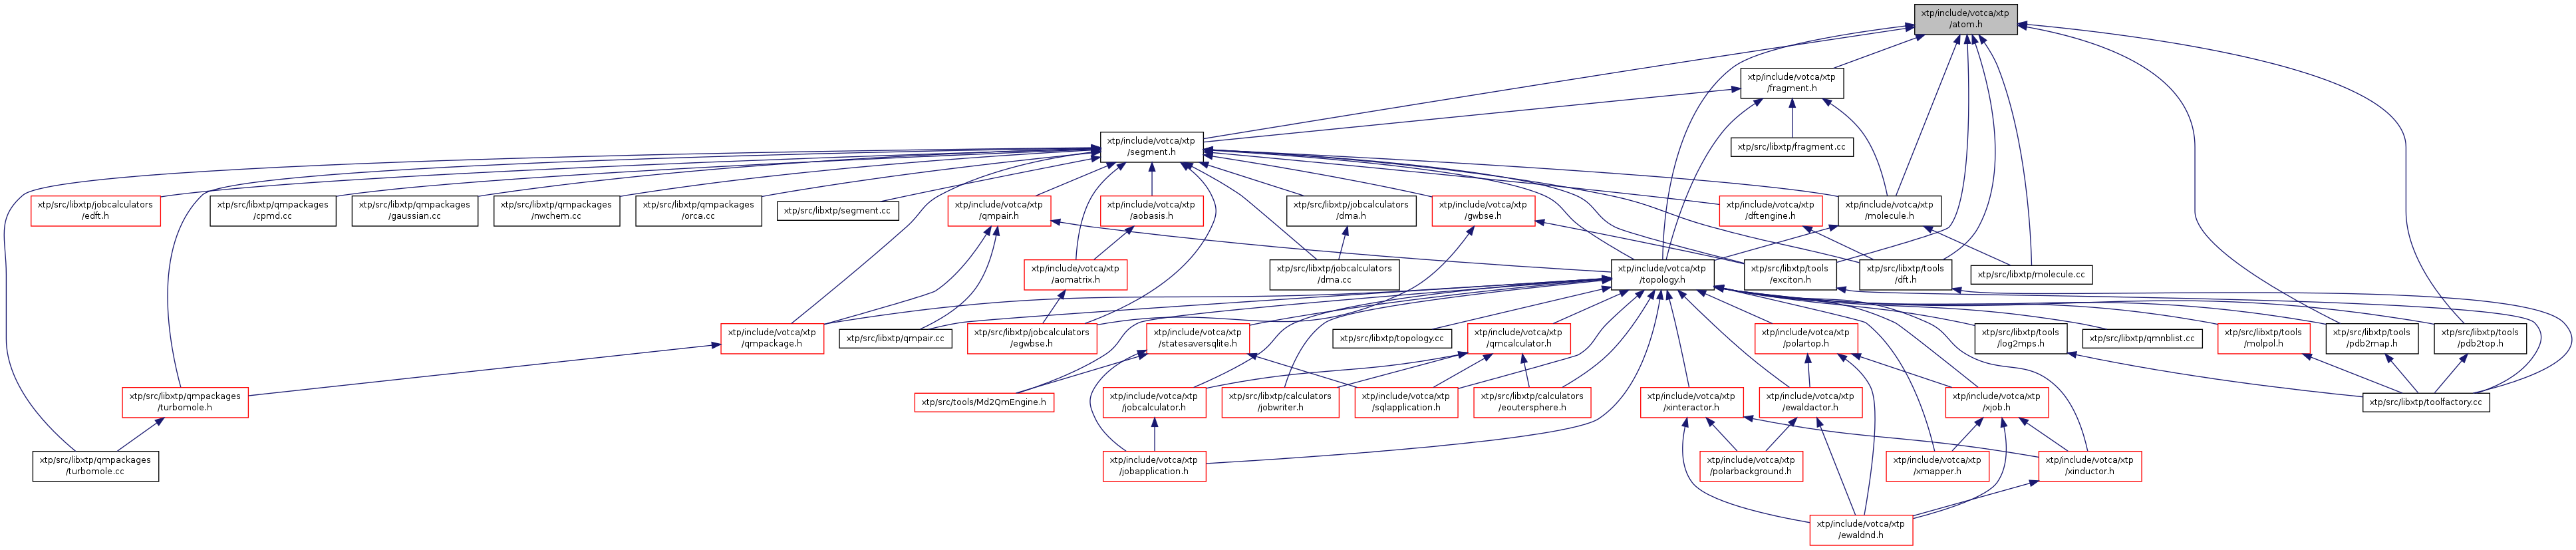 xtp/include/votca/xtp
/atom.h
xtp/include/votca/xtp
/fragment.h
xtp/include/votca/xtp
/segment.h
xtp/src/libxtp/fragment.cc
xtp/src/libxtp/jobcalculators
/edft.h
xtp/src/libxtp/qmpackages
/cpmd.cc
xtp/src/libxtp/qmpackages
/gaussian.cc
xtp/src/libxtp/qmpackages
/nwchem.cc
xtp/src/libxtp/qmpackages
/orca.cc
xtp/src/libxtp/segment.cc
xtp/include/votca/xtp
/qmpair.h
xtp/include/votca/xtp
/aobasis.h
xtp/src/libxtp/jobcalculators
/dma.h
xtp/include/votca/xtp
/gwbse.h
xtp/include/votca/xtp
/dftengine.h
xtp/include/votca/xtp
/molecule.h
xtp/include/votca/xtp
/aomatrix.h
xtp/src/libxtp/jobcalculators
/dma.cc
xtp/include/votca/xtp
/topology.h
xtp/src/libxtp/tools
/exciton.h
xtp/src/libxtp/tools
/dft.h
xtp/src/libxtp/molecule.cc
xtp/include/votca/xtp
/qmpackage.h
xtp/src/libxtp/qmpair.cc
xtp/src/libxtp/jobcalculators
/egwbse.h
xtp/include/votca/xtp
/statesaversqlite.h
xtp/src/libxtp/topology.cc
xtp/include/votca/xtp
/qmcalculator.h
xtp/include/votca/xtp
/polartop.h
xtp/src/libxtp/tools
/log2mps.h
xtp/src/libxtp/qmnblist.cc
xtp/src/libxtp/tools
/molpol.h
xtp/src/libxtp/tools
/pdb2map.h
xtp/src/libxtp/tools
/pdb2top.h
xtp/src/libxtp/qmpackages
/turbomole.h
xtp/src/tools/Md2QmEngine.h
xtp/include/votca/xtp
/jobcalculator.h
xtp/src/libxtp/calculators
/jobwriter.h
xtp/include/votca/xtp
/sqlapplication.h
xtp/src/libxtp/calculators
/eoutersphere.h
xtp/include/votca/xtp
/xinteractor.h
xtp/include/votca/xtp
/ewaldactor.h
xtp/include/votca/xtp
/xjob.h
xtp/src/libxtp/toolfactory.cc
xtp/src/libxtp/qmpackages
/turbomole.cc
xtp/include/votca/xtp
/jobapplication.h
xtp/include/votca/xtp
/polarbackground.h
xtp/include/votca/xtp
/xmapper.h
xtp/include/votca/xtp
/xinductor.h
xtp/include/votca/xtp
/ewaldnd.h